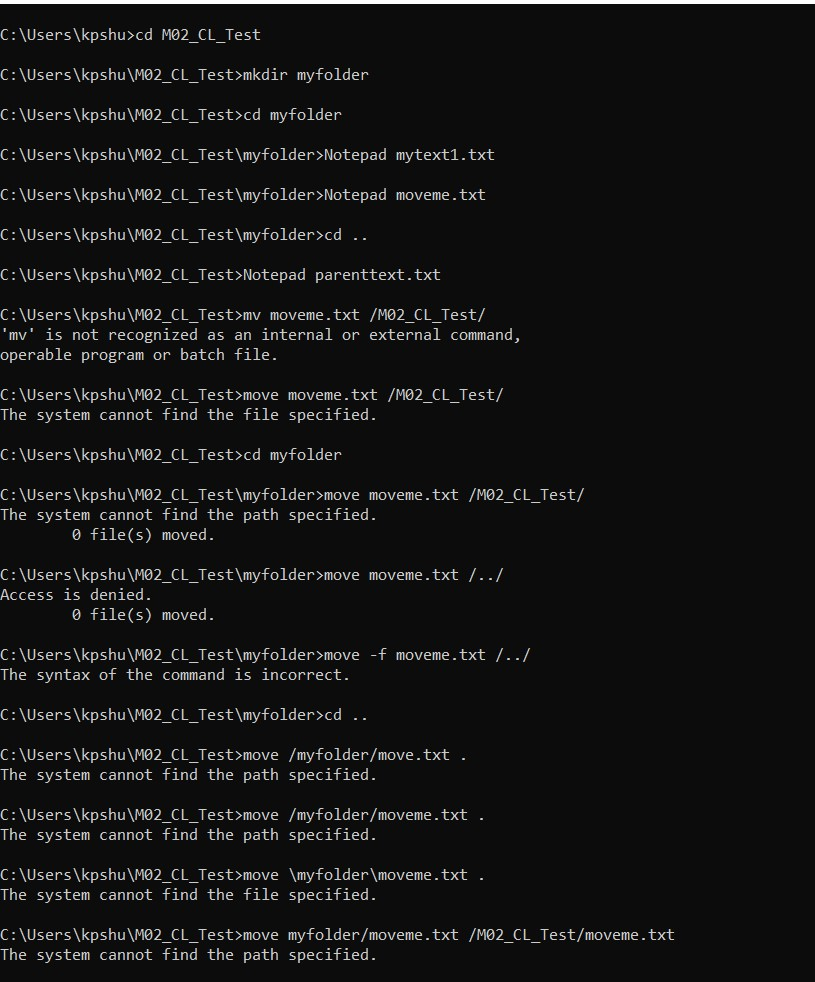 C:\Users\kpshu>cd M02_CL_Test
C:\Users\kpshu\M02_CL_Test>mkdir myfolder
C:\Users\kpshu\M02_CL_Test>cd myfolder
C:\Users\kpshu\M02_CL_Test\myfolder>Notepad mytext1.txt
C:\Users\kpshu\M02_CL_Test\myfolder>Notepad moveme.txt
C:\Users\kpshu\M02_CL_Test\myfolder>cd ..
C:\Users\kpshu\M02_CL_Test>Notepad parenttext.txt
C:\Users\kpshu\M02_CL_Test>mv moveme.txt /M02_CL_Test/
'mv' is not recognized as an internal or external command,
operable program or batch file.
C:\Users\kpshu\M02_CL_Test>move moveme.txt /M02_CL_Test/
The system cannot find the file specified.
C:\Users\kpshu\M02_CL_Test>cd myfolder
C:\Users\kpshu\M02_CL_Test\myfolder>move moveme.txt /M02_CL_Test/
The system cannot find the path specified.
        0 file(s) moved.
C:\Users\kpshu\M02_CL_Test\myfolder>move moveme.txt /../
Access is denied.
        0 file(s) moved.
C:\Users\kpshu\M02_CL_Test\myfolder>move -f moveme.txt /../
The syntax of the command is incorrect.
C:\Users\kpshu\M02_CL_Test\myfolder>cd ..
C:\Users\kpshu\M02_CL_Test>move /myfolder/move.txt .
The system cannot find the path specified.
C:\Users\kpshu\M02_CL_Test>move /myfolder/moveme.txt .
The system cannot find the path specified.
C:\Users\kpshu\M02_CL_Test>move \myfolder\moveme.txt .
The system cannot find the file specified.
C:\Users\kpshu\M02_CL_Test>move myfolder/moveme.txt /M02_CL_Test/moveme.txt
The system cannot find the path specified.